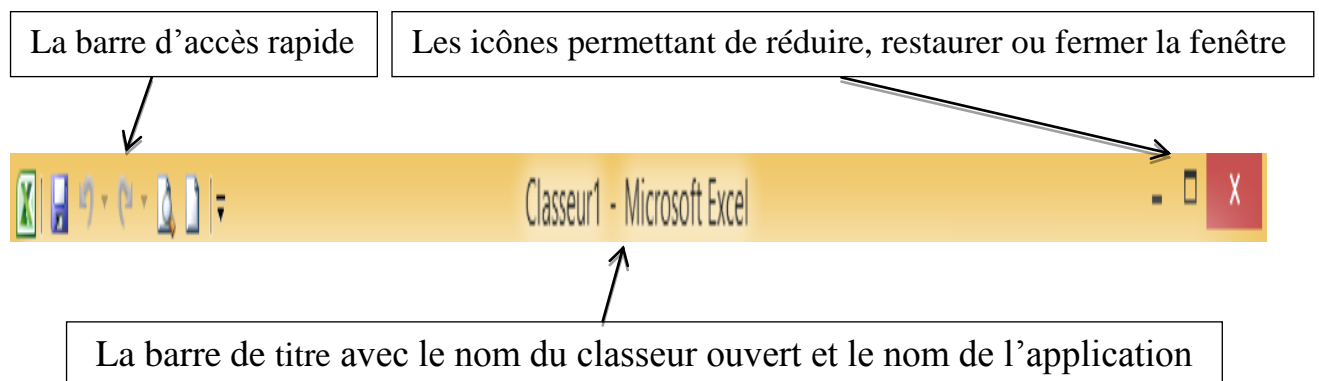 La barre d’accès rapide
Les icônes permettant de réduire, restaurer ou fermer la fenêtre
Classeur1 - Microsoft Excel
La barre de titre avec le nom du classeur ouvert et le nom de l’application